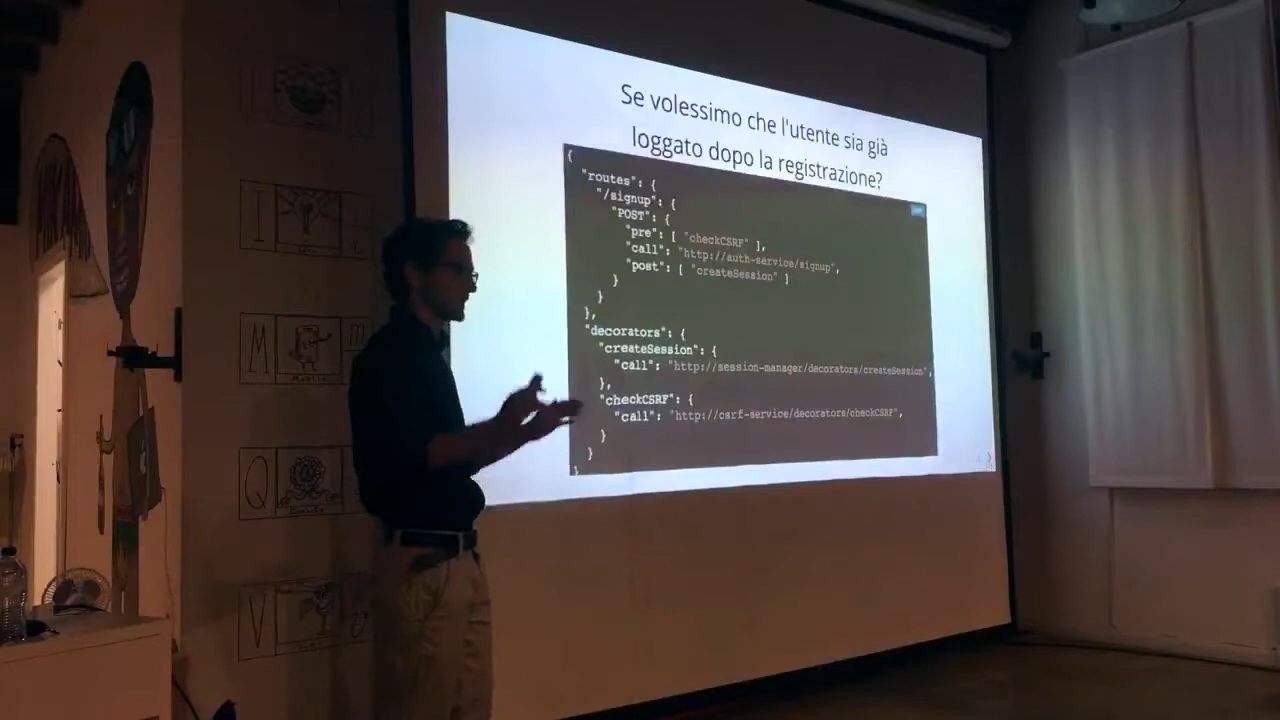 Se volessimo che l'utente sia già
loggato dopo la registrazione?
{
"routes": {
"/signup": {
"POST": {
"pre": [ "checkCSRF" ],
"call": "http://auth-service/signup",
"post": [ "createSession" ]
}
}
},
"decorators": {
"createSession": {
"call": "http://session-manager/decorators/createSession",
},
"checkCSRF": {
"call": "http://csrf-service/decorators/checkCSRF",
}
}
}
I
M
m
Q
V
v